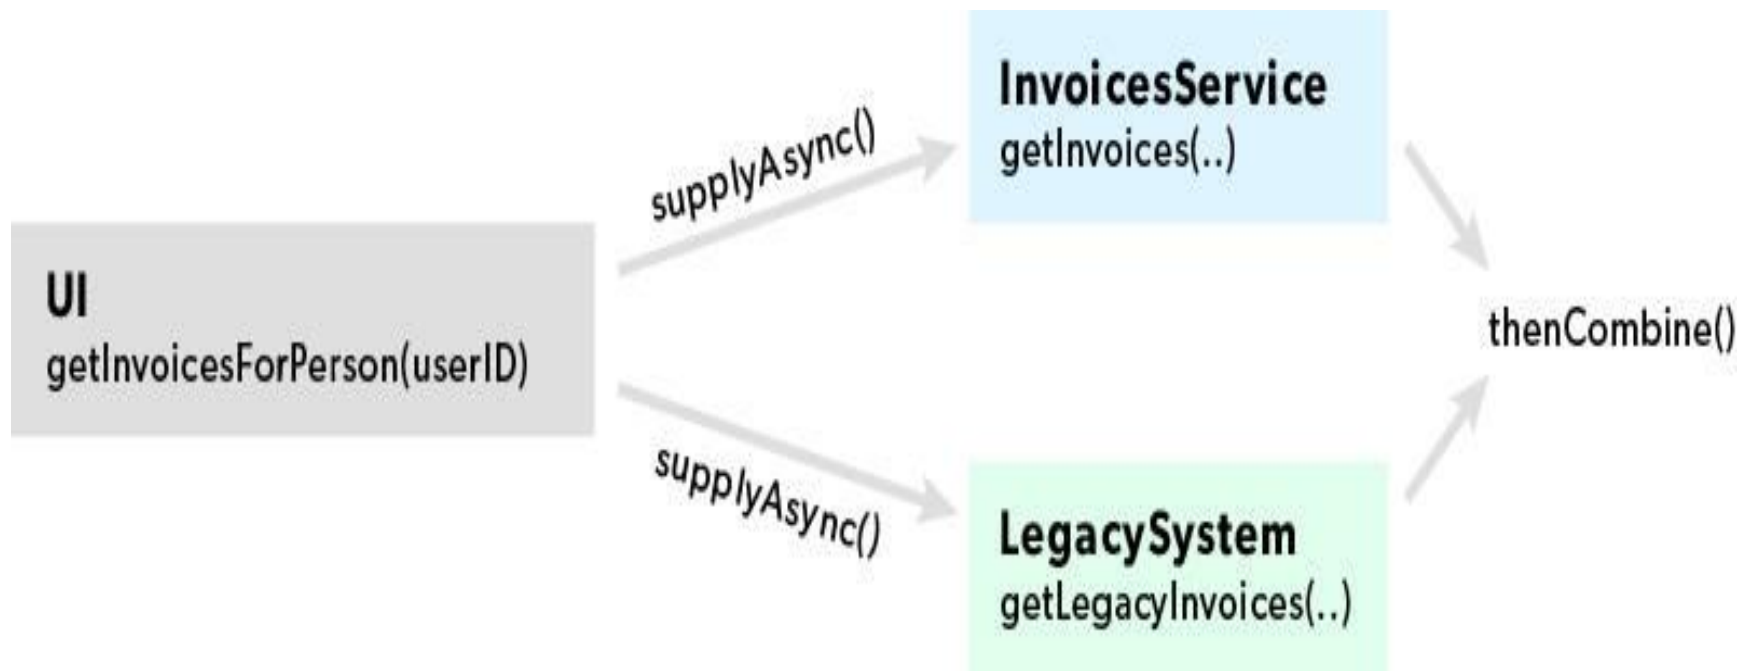 InvoicesService
getInvoices(..)
supplyAsync()
UI
getInvoicesForPerson(userID)
thenCombine()
supplyAsync()
LegacySystem
getLegacyInvoices(..)